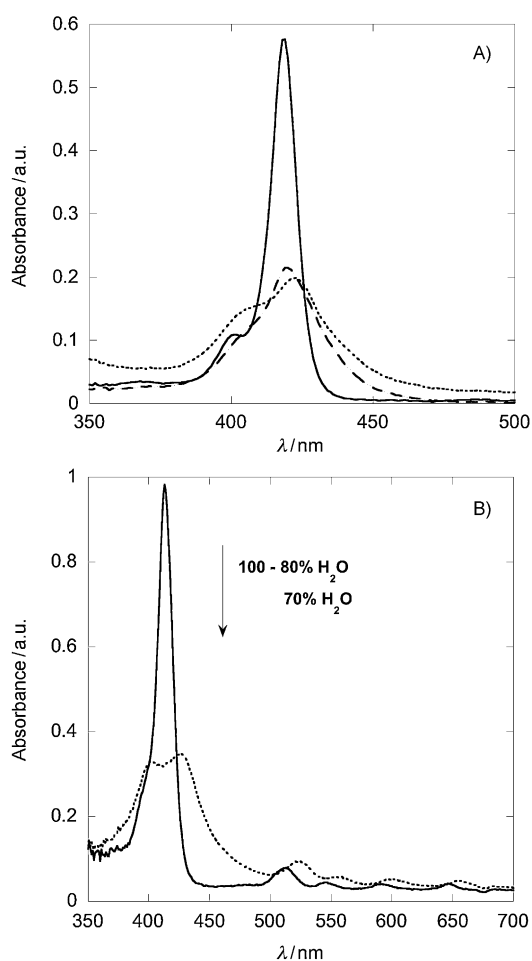 A)
0.6
0.5
0.4
0.3
0.2
0.1
0
Absorbance / a.u.
350 400 450 500
λ / nm
B)
1
0.8
0.6
0.4
0.2
0
Absorbance / a.u.
100 - 80% H2O
70% H2O
350 400 450 500 550 600 650 700
λ / nm